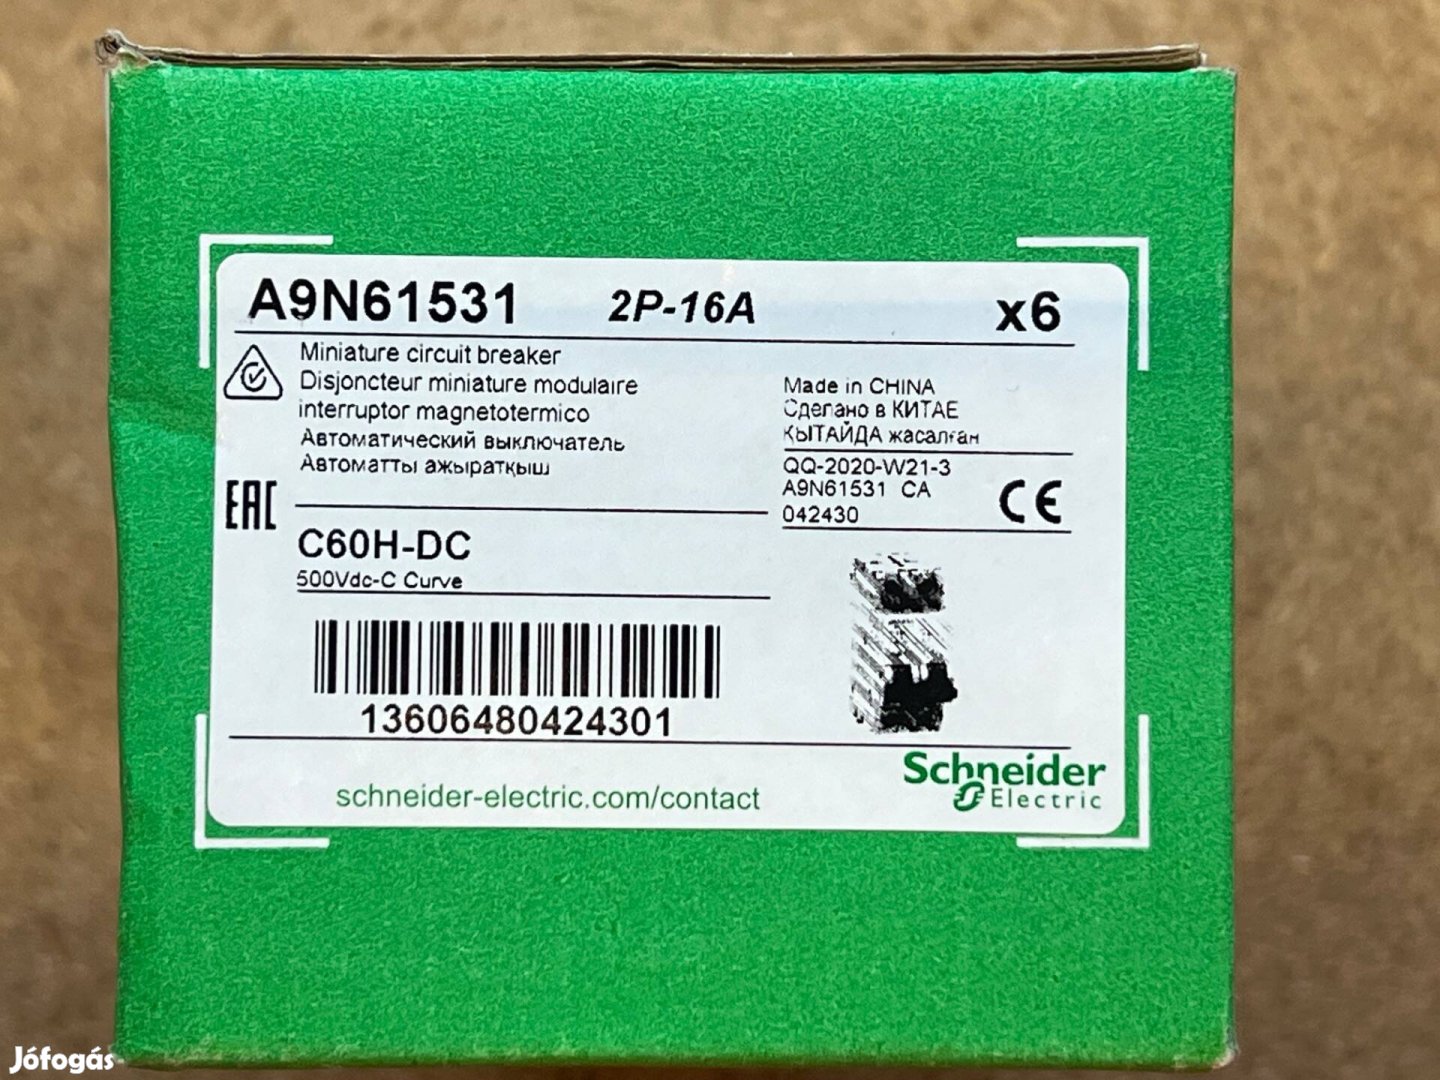 A9N61531 2P-16A x6
Miniature circuit breaker
Disjoncteur miniature modulaire
interruptor magnetotermico
Автоматический выключатель
Автоматты ажыратқыш
Made in CHINA
Сделано в КИТАЕ
ҚЫТАЙДА жасалған
QQ-2020-W21-3
A9N61531 CA
042430
CE
EAC
C60H-DC
500Vdc-C Curve
13606480424301
schneider-electric.com/contact
Schneider
Electric
Jófogás